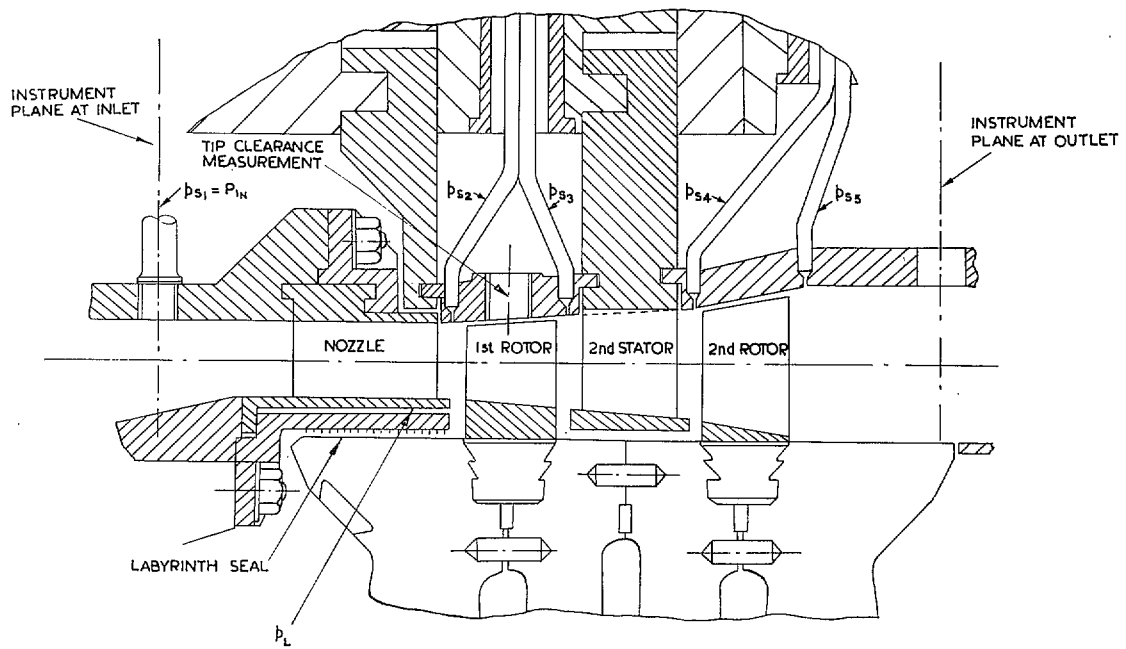 INSTRUMENT
PLANE AT INLET
TIP CLEARANCE
MEASUREMENT
INSTRUMENT
PLANE AT OUTLET
pS1 = PIN
pS2
pS3
pS4
pS5
NOZZLE
1st ROTOR
2nd STATOR
2nd ROTOR
LABYRINTH SEAL
pL